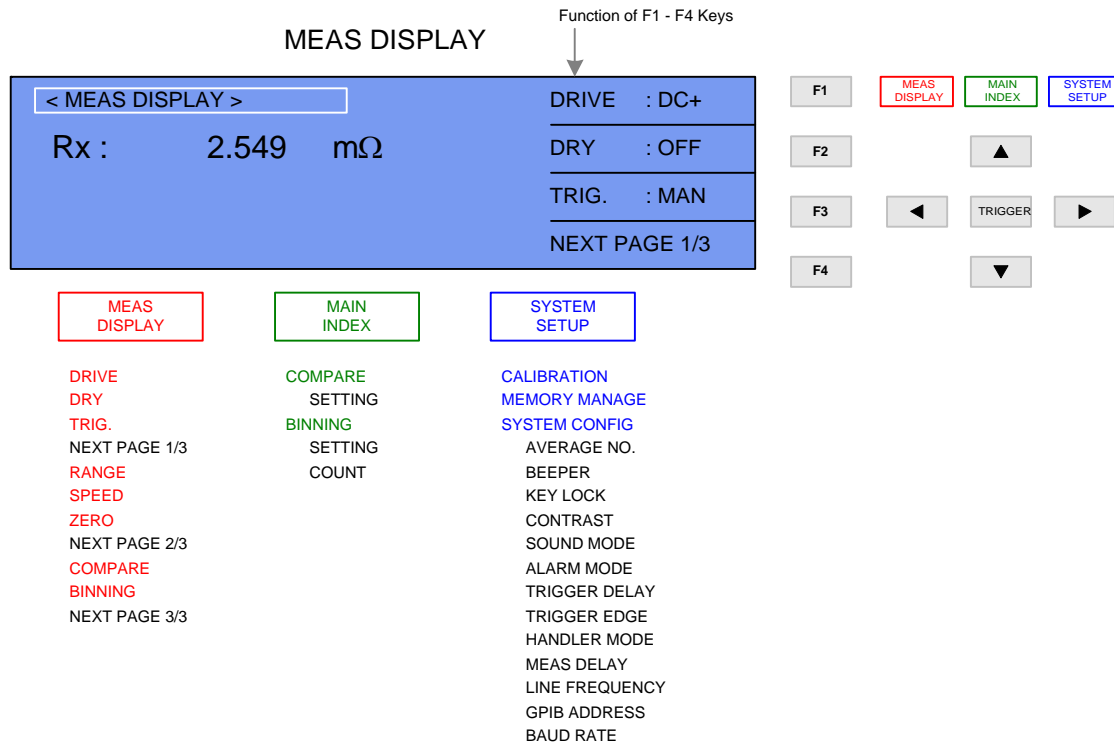 Function of F1 - F4 Keys
MEAS DISPLAY
< MEAS DISPLAY >
Rx : 2.549 mΩ
DRIVE : DC+
DRY : OFF
TRIG. : MAN
NEXT PAGE 1/3
F1
MEAS
DISPLAY
MAIN
INDEX
SYSTEM
SETUP
F2
F3
TRIGGER
F4
MEAS
DISPLAY
DRIVE
DRY
TRIG.
NEXT PAGE 1/3
RANGE
SPEED
ZERO
NEXT PAGE 2/3
COMPARE
BINNING
NEXT PAGE 3/3
MAIN
INDEX
COMPARE
SETTING
BINNING
SETTING
COUNT
SYSTEM
SETUP
CALIBRATION
MEMORY MANAGE
SYSTEM CONFIG
AVERAGE NO.
BEEPER
KEY LOCK
CONTRAST
SOUND MODE
ALARM MODE
TRIGGER DELAY
TRIGGER EDGE
HANDLER MODE
MEAS DELAY
LINE FREQUENCY
GPIB ADDRESS
BAUD RATE